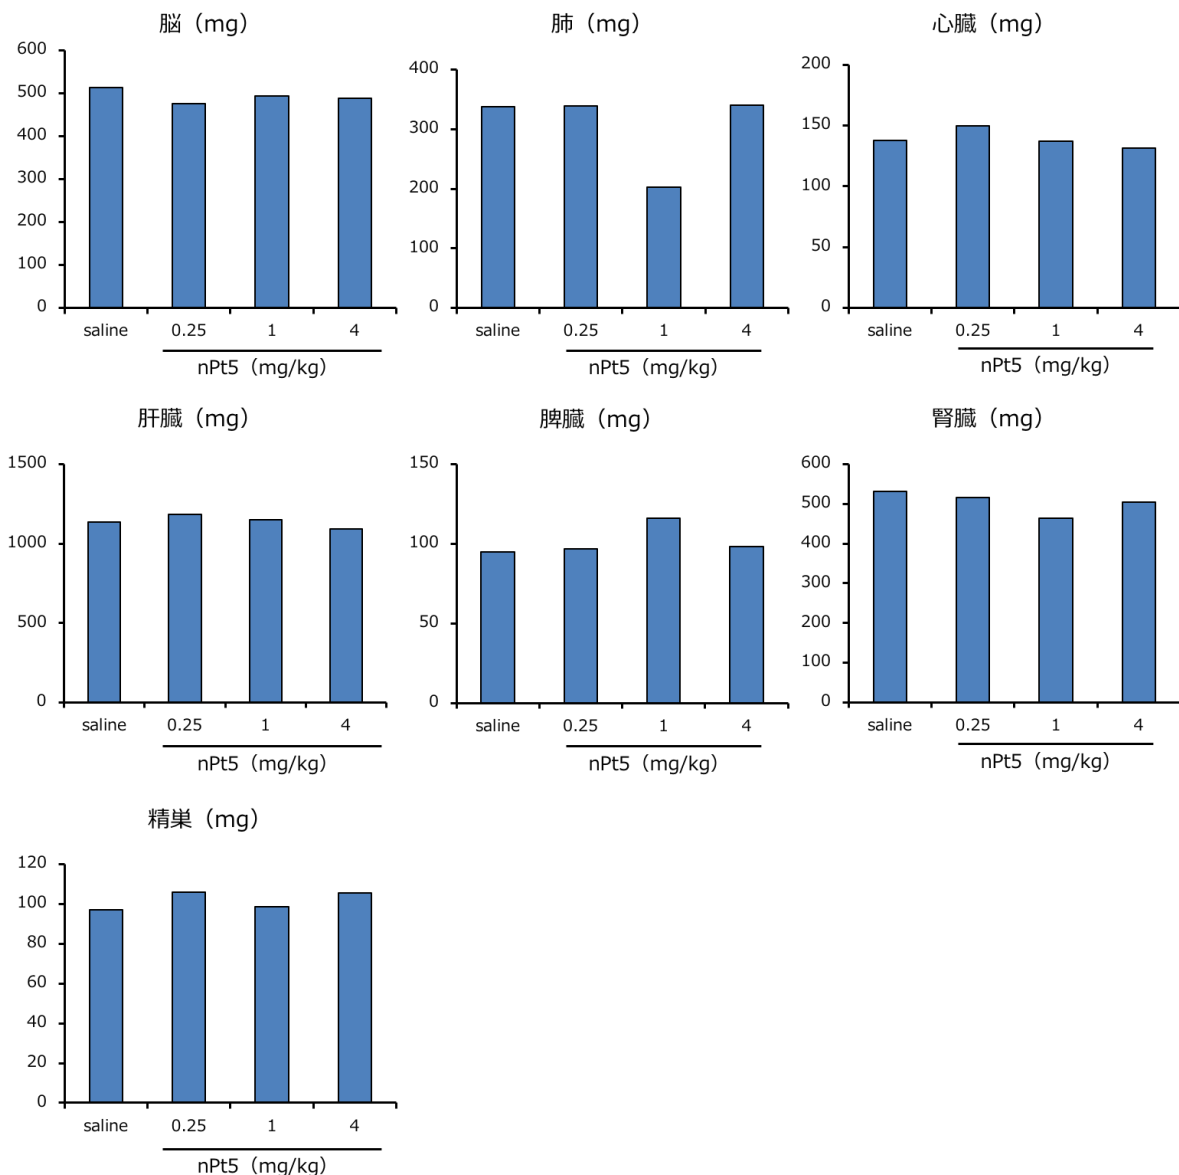 脳（mg）
600
500
400
300
200
100
0
saline 0.25 1 4
nPt5（mg/kg）
肺（mg）
400
300
200
100
0
saline 0.25 1 4
nPt5（mg/kg）
心臓（mg）
200
150
100
50
0
saline 0.25 1 4
nPt5（mg/kg）
肝臓（mg）
1500
1000
500
0
saline 0.25 1 4
nPt5（mg/kg）
脾臓（mg）
150
100
50
0
saline 0.25 1 4
nPt5（mg/kg）
腎臓（mg）
600
500
400
300
200
100
0
saline 0.25 1 4
nPt5（mg/kg）
精巣（mg）
120
100
80
60
40
20
0
saline 0.25 1 4
nPt5（mg/kg）